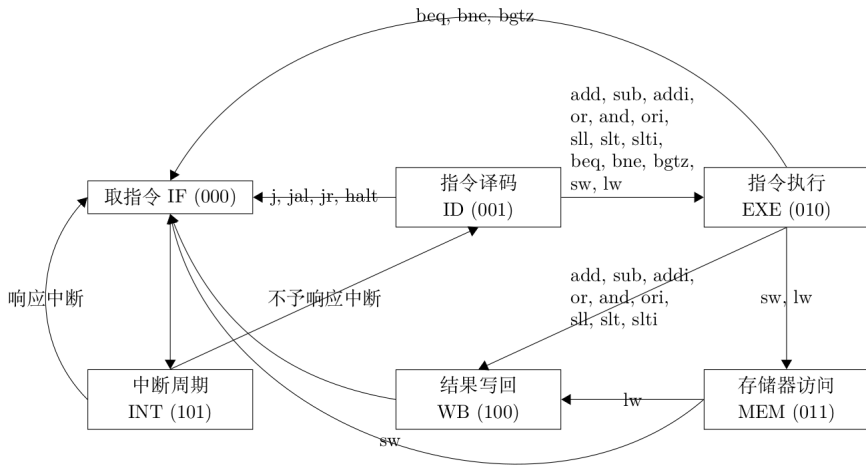 beq, bne, bgtz
add, sub, addi,
or, and, ori,
sll, slt, slti,
beq, bne, bgtz,
sw, lw
取指令 IF (000)
j, jal, jr, halt
指令译码
ID (001)
指令执行
EXE (010)
响应中断
不予响应中断
add, sub, addi,
or, and, ori,
sll, slt, slti
sw, lw
中断周期
INT (101)
结果写回
WB (100)
lw
存储器访问
MEM (011)
sw